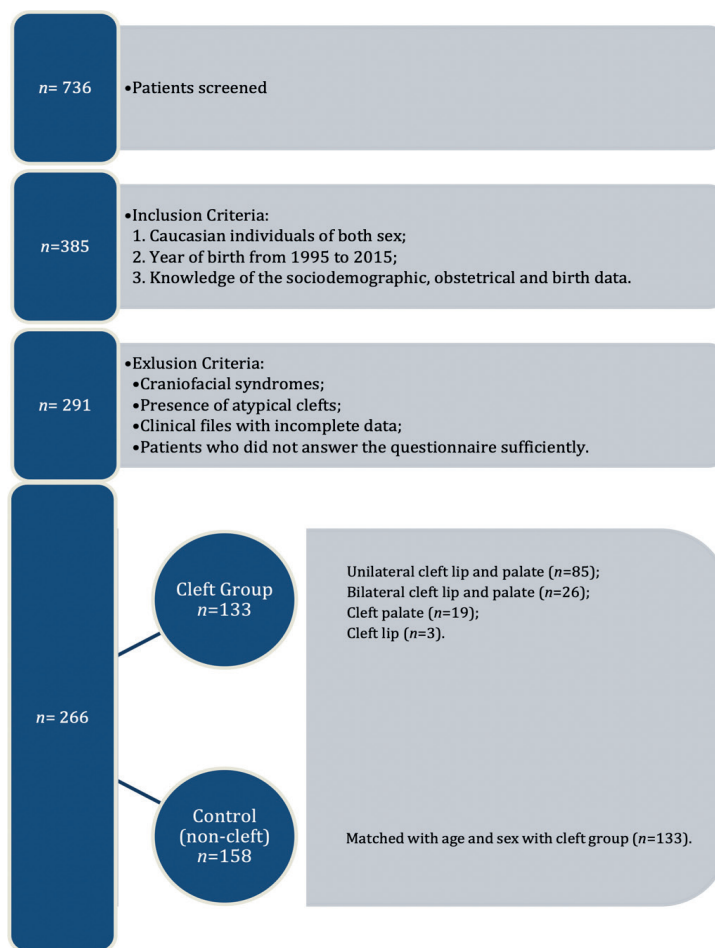 n= 736
•Patients screened
n=385
•Inclusion Criteria:
1. Caucasian individuals of both sex;
2. Year of birth from 1995 to 2015;
3. Knowledge of the sociodemographic, obstetrical and birth data.
n= 291
•Exlusion Criteria:
•Craniofacial syndromes;
•Presence of atypical clefts;
•Clinical files with incomplete data;
•Patients who did not answer the questionnaire sufficiently.
n= 266
Cleft Group
n=133
Unilateral cleft lip and palate (n=85);
Bilateral cleft lip and palate (n=26);
Cleft palate (n=19);
Cleft lip (n=3).
Control
(non-cleft)
n=158
Matched with age and sex with cleft group (n=133).